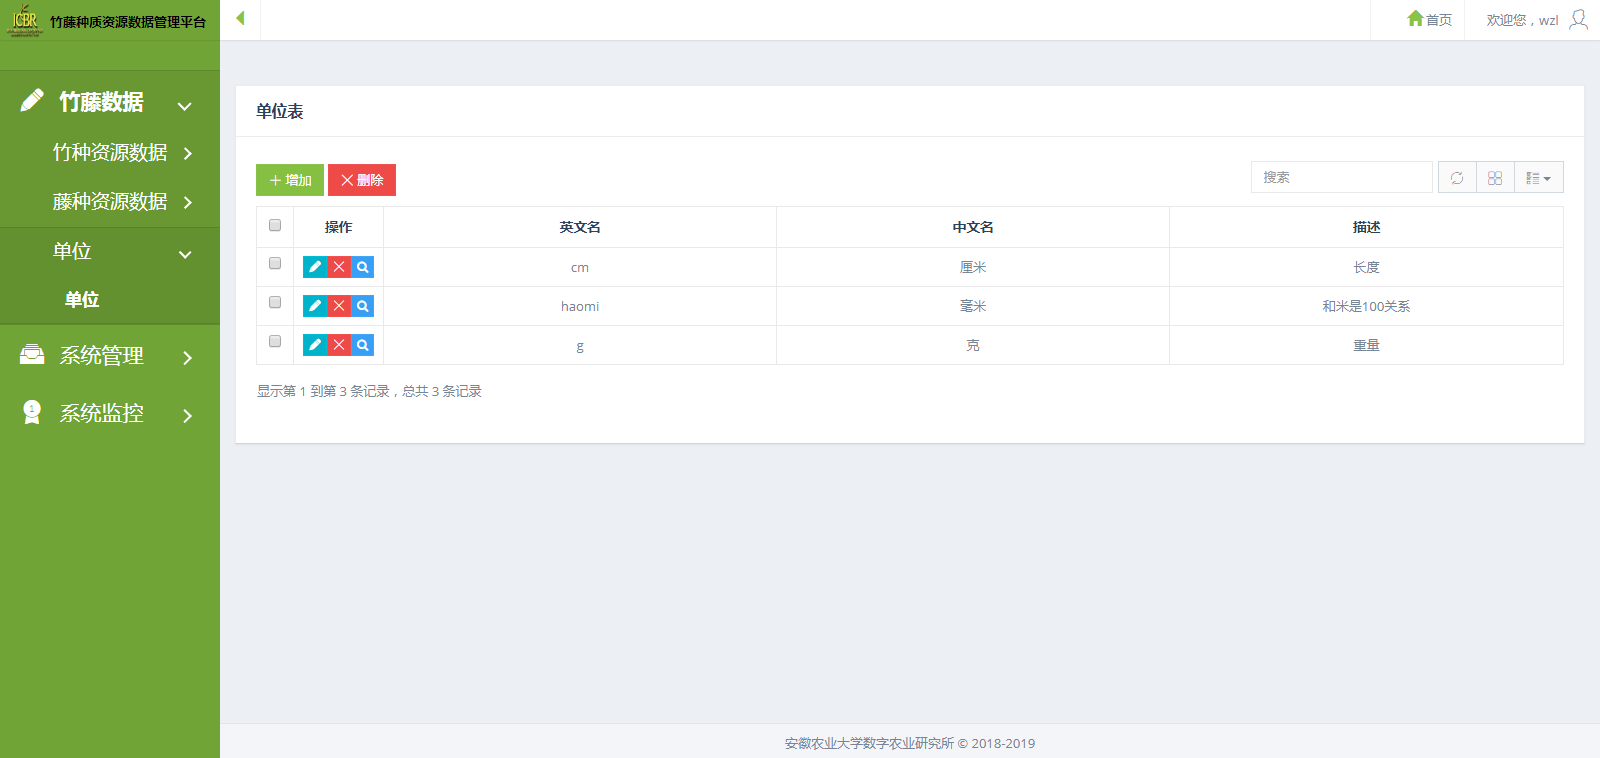 ICBR 竹藤种质资源数据管理平台
首页
欢迎您，wzl
竹藤数据
竹种资源数据
藤种资源数据
单位
单位
系统管理
系统监控
单位表
增加 删除
搜索
操作 英文名 中文名 描述
cm 厘米 长度
haomi 毫米 和米是100关系
g 克 重量
显示第 1 到第 3 条记录，总共 3 条记录
安徽农业大学数字农业研究所 © 2018-2019